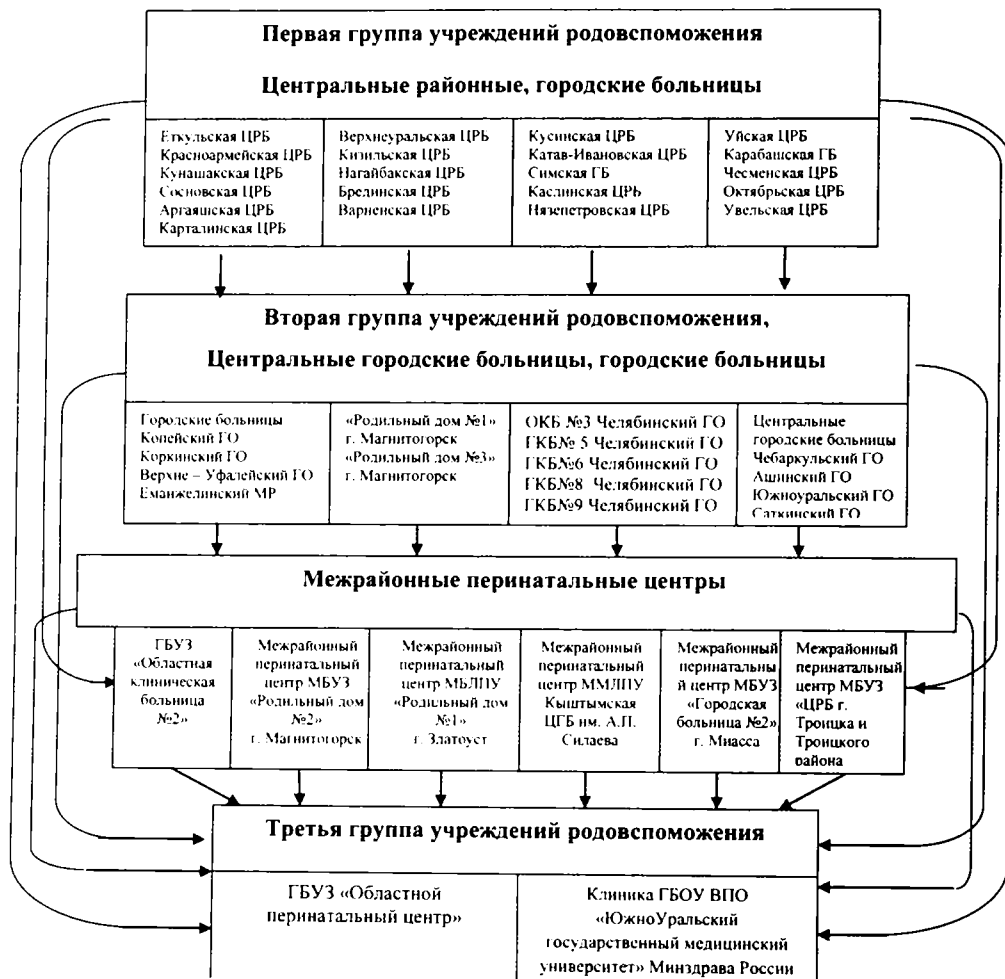 Первая группа учреждений родовспоможения
Центральные районные, городские больницы
Еткульская ЦРБ
Красноармейская ЦРБ
Кунашакская ЦРБ
Сосновская ЦРБ
Аргаяшская ЦРБ
Карталинская ЦРБ
Верхнеуральская ЦРБ
Кизильская ЦРБ
Нагайбакская ЦРБ
Брединская ЦРБ
Варненская ЦРБ
Кусинская ЦРБ
Катав-Ивановская ЦРБ
Симская ГБ
Каслинская ЦРБ
Нязепетровская ЦРБ
Уйская ЦРБ
Карабашская ГБ
Чесменская ЦРБ
Октябрьская ЦРБ
Увельская ЦРБ
Вторая группа учреждений родовспоможения,
Центральные городские больницы, городские больницы
Городские больницы
Копейский ГО
Коркинский ГО
Верхне – Уфалейский ГО
Еманжелинский МР
«Родильный дом №1»
г. Магнитогорск
«Родильный дом №3»
г. Магнитогорск
ОКБ №3 Челябинский ГО
ГКБ№ 5 Челябинский ГО
ГКБ№6 Челябинский ГО
ГКБ№8 Челябинский ГО
ГКБ№9 Челябинский ГО
Центральные
городские больницы
Чебаркульский ГО
Ашинский ГО
Южноуральский ГО
Саткинский ГО
Межрайонные перинатальные центры
ГБУЗ
«Областная
клиническая
больница
№2»
Межрайонный
перинатальный
центр МБУЗ
«Родильный дом
№2»
г. Магнитогорск
Межрайонный
перинатальный
центр МБЛПУ
«Родильный дом
№1»
г. Златоуст
Межрайонный
перинатальный
центр ММЛПУ
Кыштымская
ЦГБ им. А.П.
Силаева
Межрайонный
перинатальны
й центр МБУЗ
«Городская
больница №2»
г. Миасса
Межрайонный
перинатальный
центр МБУЗ
«ЦРБ г.
Троицка и
Троицкого
района
Третья группа учреждений родовспоможения
ГБУЗ «Областной
перинатальный центр»
Клиника ГБОУ ВПО
«ЮжноУральский
государственный медицинский
университет» Минздрава России